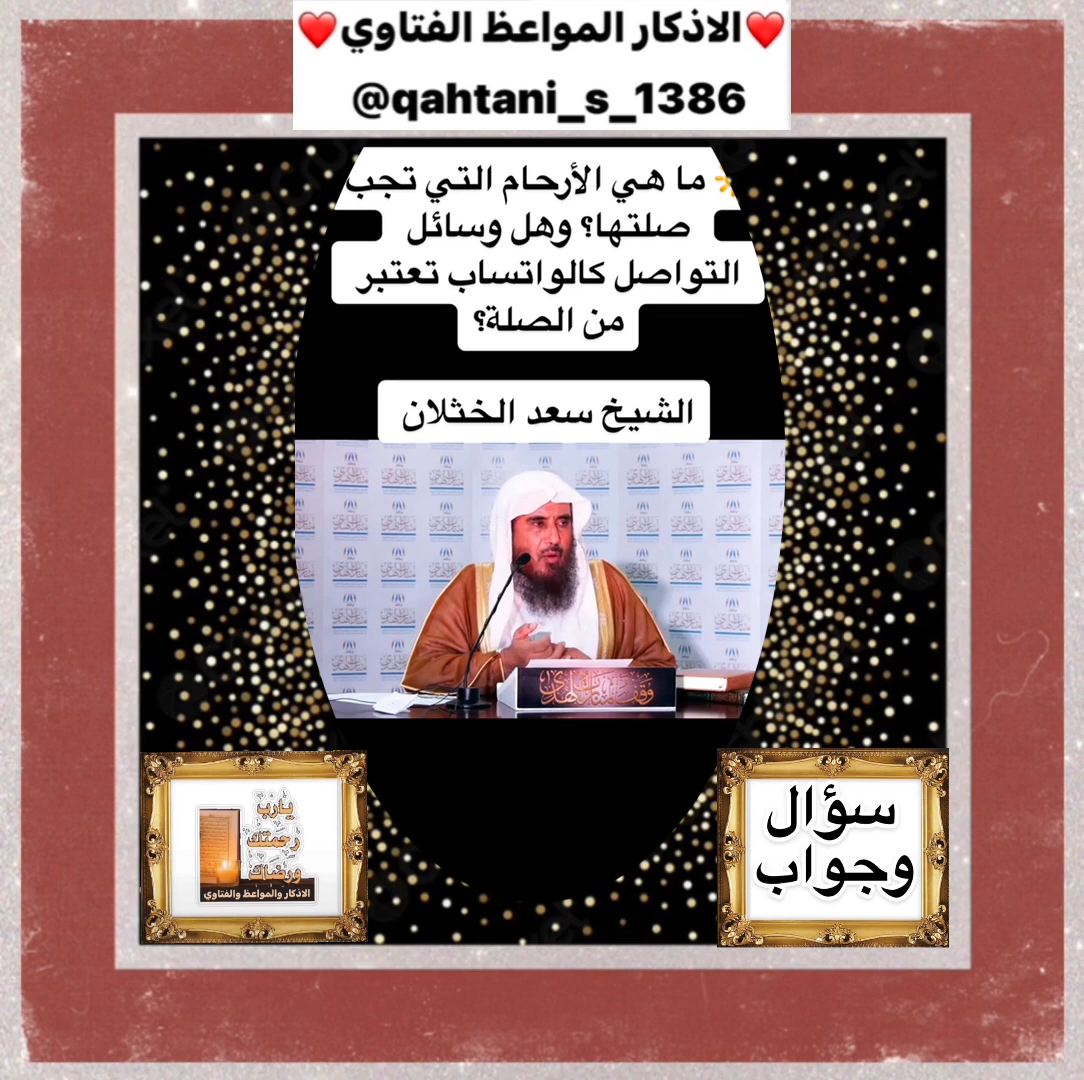 ❤️الاذكار المواعظ الفتاوي❤️
@qahtani_s_1386
ما هي الأرحام التي تجب
صلتها؟ وهل وسائل
التواصل كالواتساب تعتبر
من الصلة؟
الشيخ سعد الخثلان
سؤال
وجواب
يارب
رحمتك
ورضاك
الاذكار والمواعظ والفتاوي